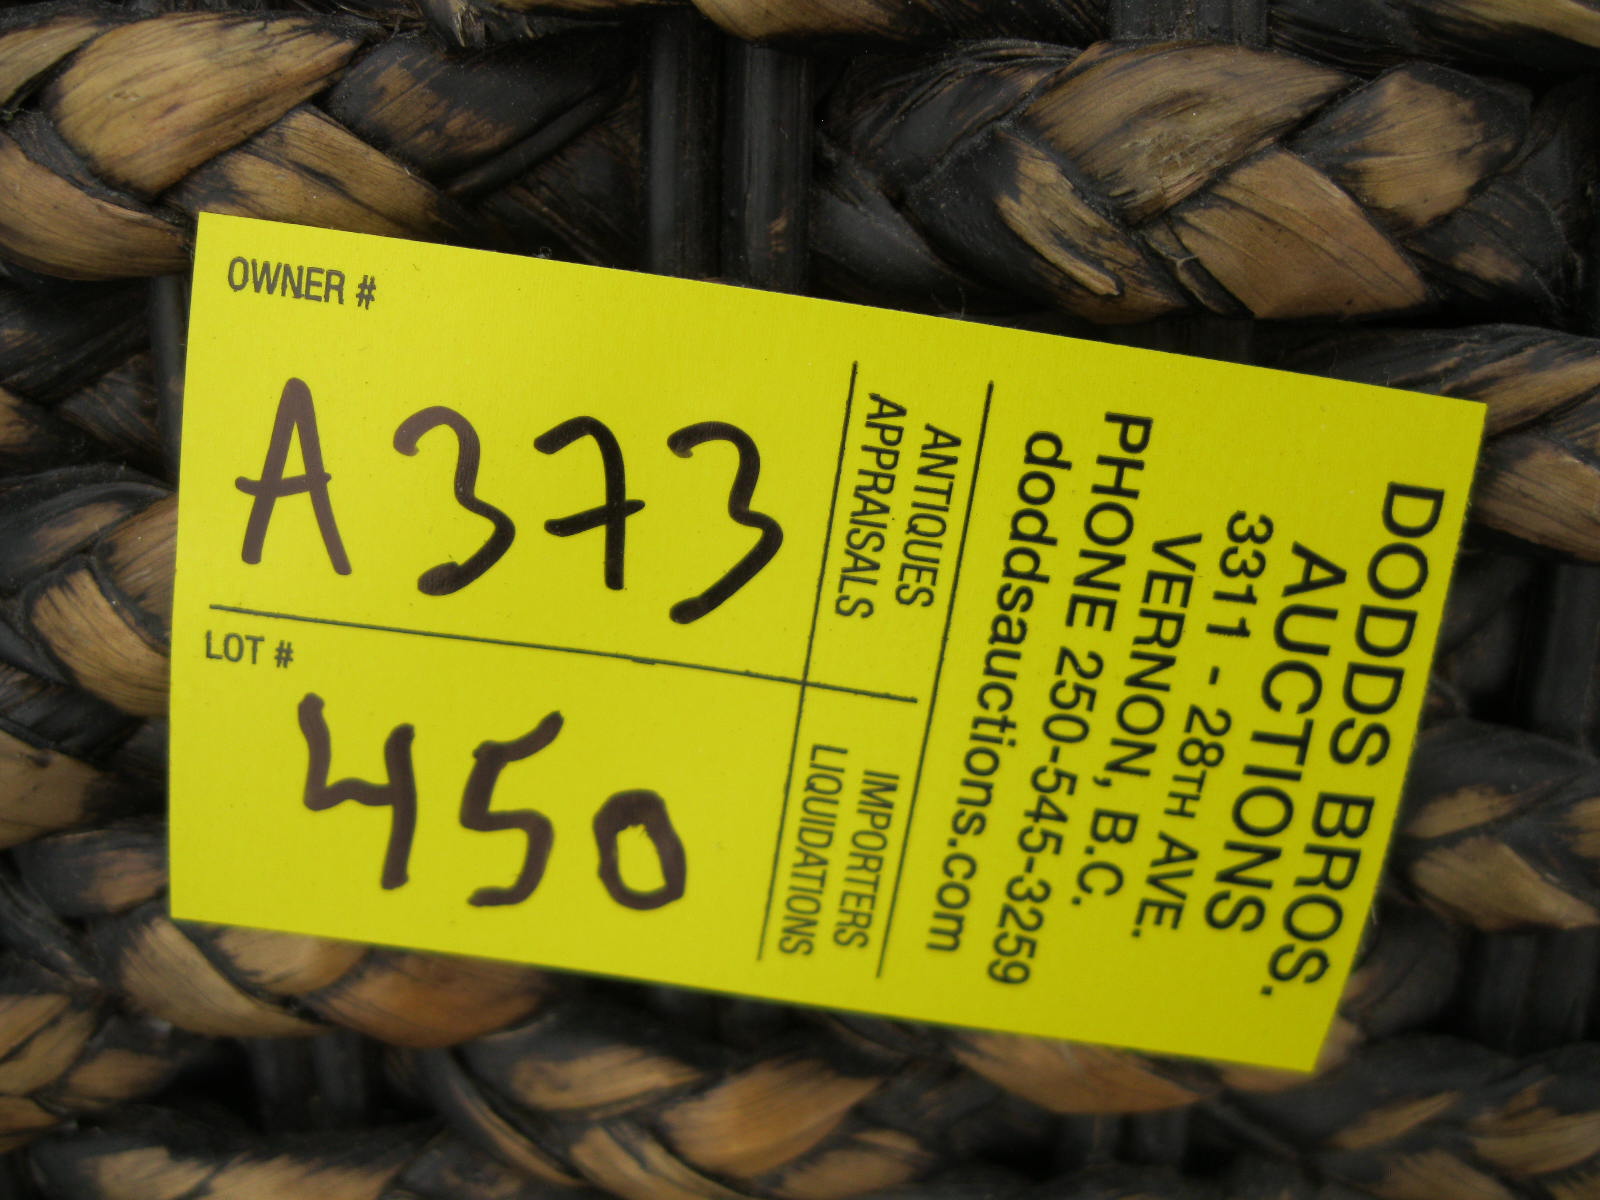 OWNER #
A373
LOT #
450
DODDS BROS.
AUCTIONS
3311 - 28TH AVE.
VERNON, B.C.
PHONE 250-545-3259
doddsauctions.com
ANTIQUES
APPRAISALS
IMPORTERS
LIQUIDATIONS